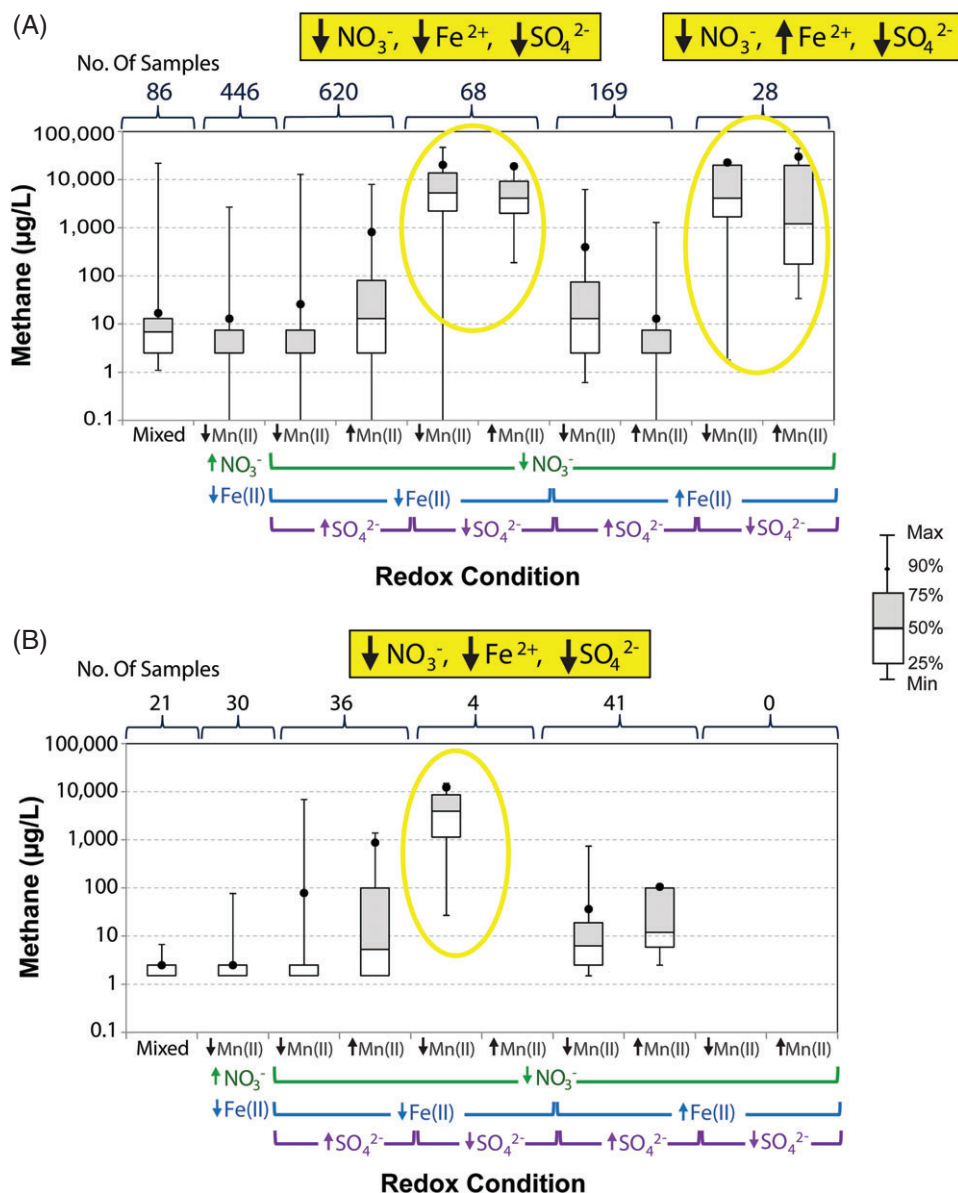 (A)
↓ NO₃⁻, ↓ Fe²⁺, ↓ SO₄²⁻
↓ NO₃⁻, ↑ Fe²⁺, ↓ SO₄²⁻
No. Of Samples
86 446 620 68 169 28
100,000
10,000
1,000
100
10
1
0.1
Methane (µg/L)
Mixed ↓Mn(II) ↓Mn(II) ↑Mn(II) ↓Mn(II) ↑Mn(II) ↓Mn(II) ↑Mn(II) ↓Mn(II) ↑Mn(II)
↑NO₃⁻ ↓NO₃⁻
↓Fe(II) ↓Fe(II) ↑Fe(II)
↑SO₄²⁻ ↓SO₄²⁻ ↑SO₄²⁻ ↓SO₄²⁻
Redox Condition
Max
90%
75%
50%
25%
Min
(B)
↓ NO₃⁻, ↓ Fe²⁺, ↓ SO₄²⁻
No. Of Samples
21 30 36 4 41 0
100,000
10,000
1,000
100
10
1
0.1
Methane (µg/L)
Mixed ↓Mn(II) ↓Mn(II) ↑Mn(II) ↓Mn(II) ↑Mn(II) ↓Mn(II) ↑Mn(II) ↓Mn(II) ↑Mn(II)
↑NO₃⁻ ↓NO₃⁻
↓Fe(II) ↓Fe(II) ↑Fe(II)
↑SO₄²⁻ ↓SO₄²⁻ ↑SO₄²⁻ ↓SO₄²⁻
Redox Condition